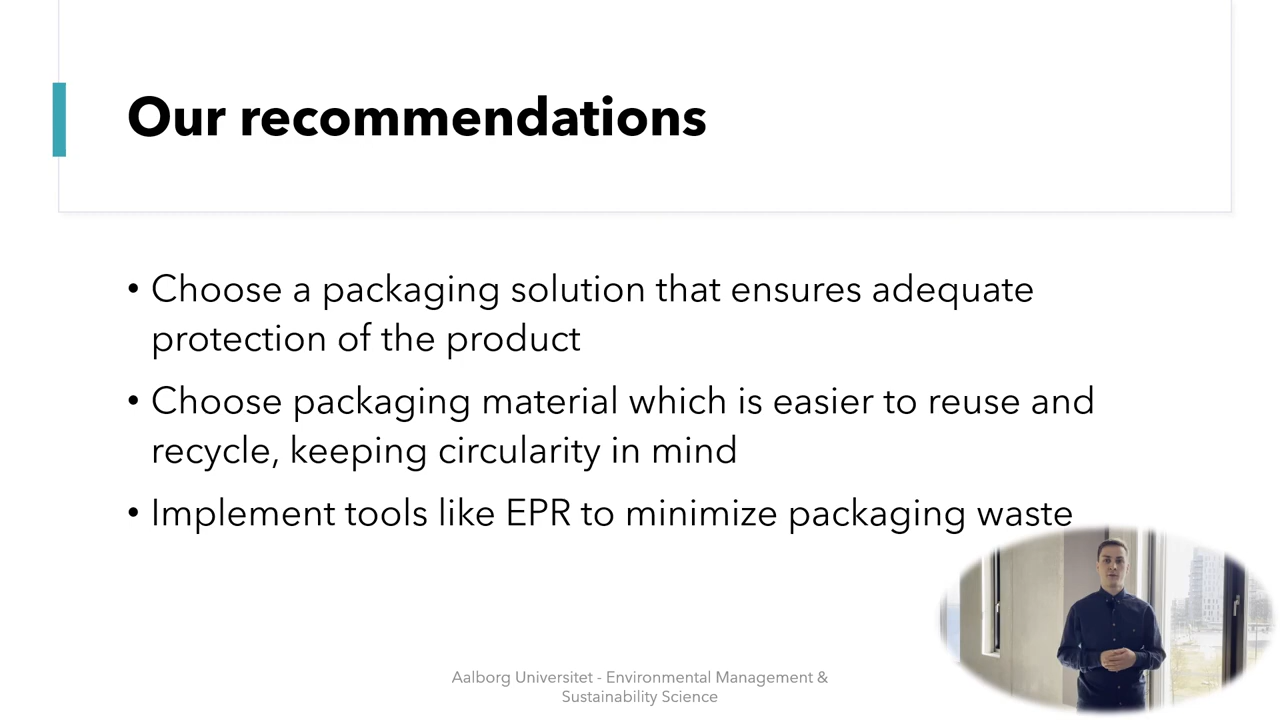 Our recommendations
• Choose a packaging solution that ensures adequate
protection of the product
• Choose packaging material which is easier to reuse and
recycle, keeping circularity in mind
• Implement tools like EPR to minimize packaging waste
Aalborg Universitet - Environmental Management &
Sustainability Science